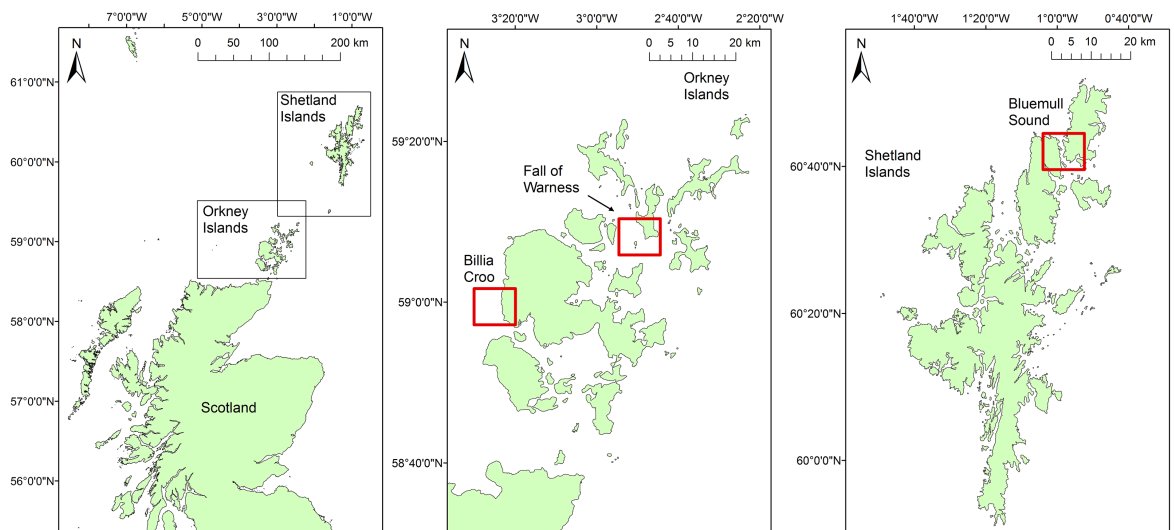 7°0'0"W 5°0'0"W 3°0'0"W 1°0'0"W
N
0 50 100 200 km
61°0'0"N
60°0'0"N
59°0'0"N
58°0'0"N
57°0'0"N
56°0'0"N
Shetland
Islands
Orkney
Islands
Scotland
3°20'0"W 3°0'0"W 2°40'0"W 2°20'0"W
N
0 5 10 20 km
Orkney
Islands
59°20'0"N
59°0'0"N
58°40'0"N
Fall of
Warness
Billia
Croo
1°40'0"W 1°20'0"W 1°0'0"W 0°40'0"W
N
0 5 10 20 km
Bluemull
Sound
Shetland
Islands
60°40'0"N
60°20'0"N
60°0'0"N